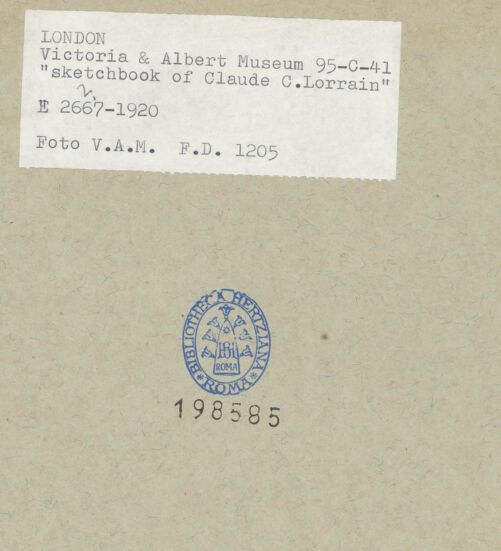 LONDON
Victoria & Albert Museum 95-C-41
"sketchbook of Claude C.Lorrain"
2.
E 2667-1920
Foto V.A.M. F.D. 1205
BIBLIOTHECA HERTZIANA
ROMA
* ROMA *
198585